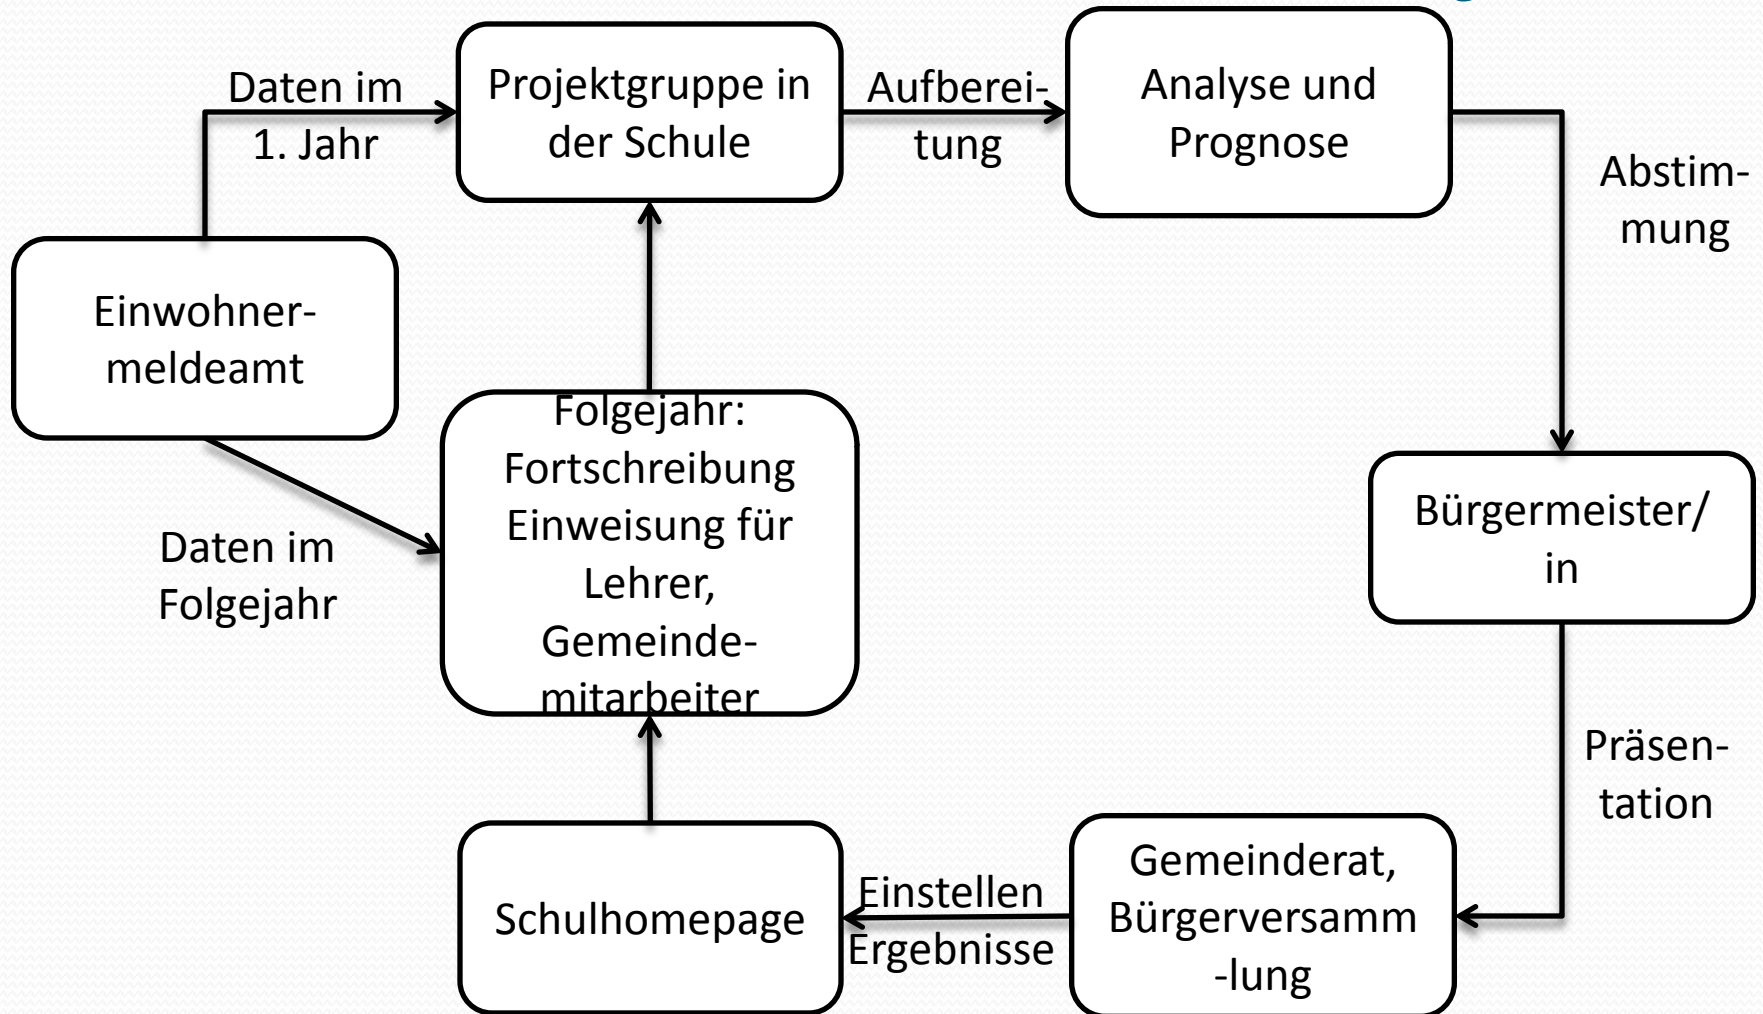 Daten im
1. Jahr
Projektgruppe in
der Schule
Aufberei-
tung
Analyse und
Prognose
Abstim-
mung
Einwohner-
meldeamt
Daten im
Folgejahr
Folgejahr:
Fortschreibung
Einweisung für
Lehrer,
Gemeinde-
mitarbeiter
Bürgermeister/
in
Präsen-
tation
Gemeinderat,
Bürgerversamm
-lung
Einstellen
Ergebnisse
Schulhomepage